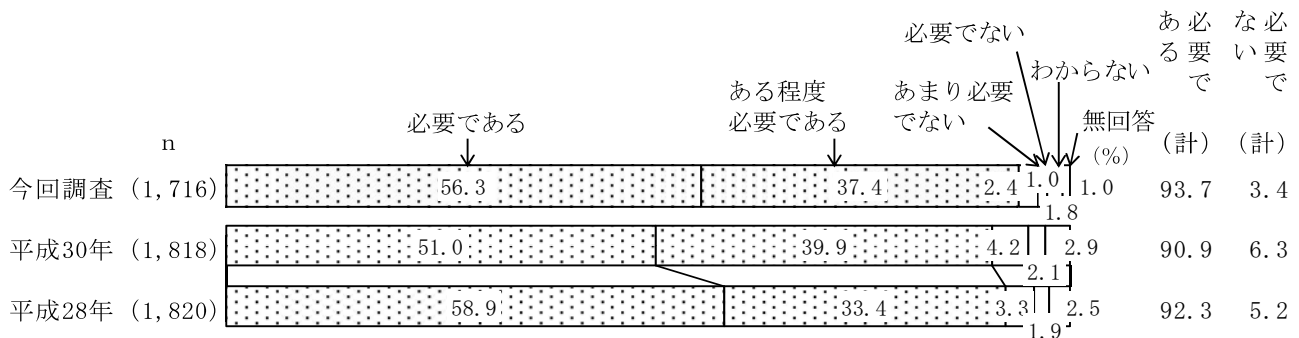 必要でない
わからない
ある程度
必要である
あまり必要
でない
必要である
無回答
(%)
必要で
ある
(計)
必要で
ない
(計)
n
今回調査 (1,716) 56.3 37.4 2.4 1.0 1.8 1.0 93.7 3.4
平成30年 (1,818) 51.0 39.9 4.2 2.1 2.9 90.9 6.3
平成28年 (1,820) 58.9 33.4 3.3 1.9 2.5 92.3 5.2